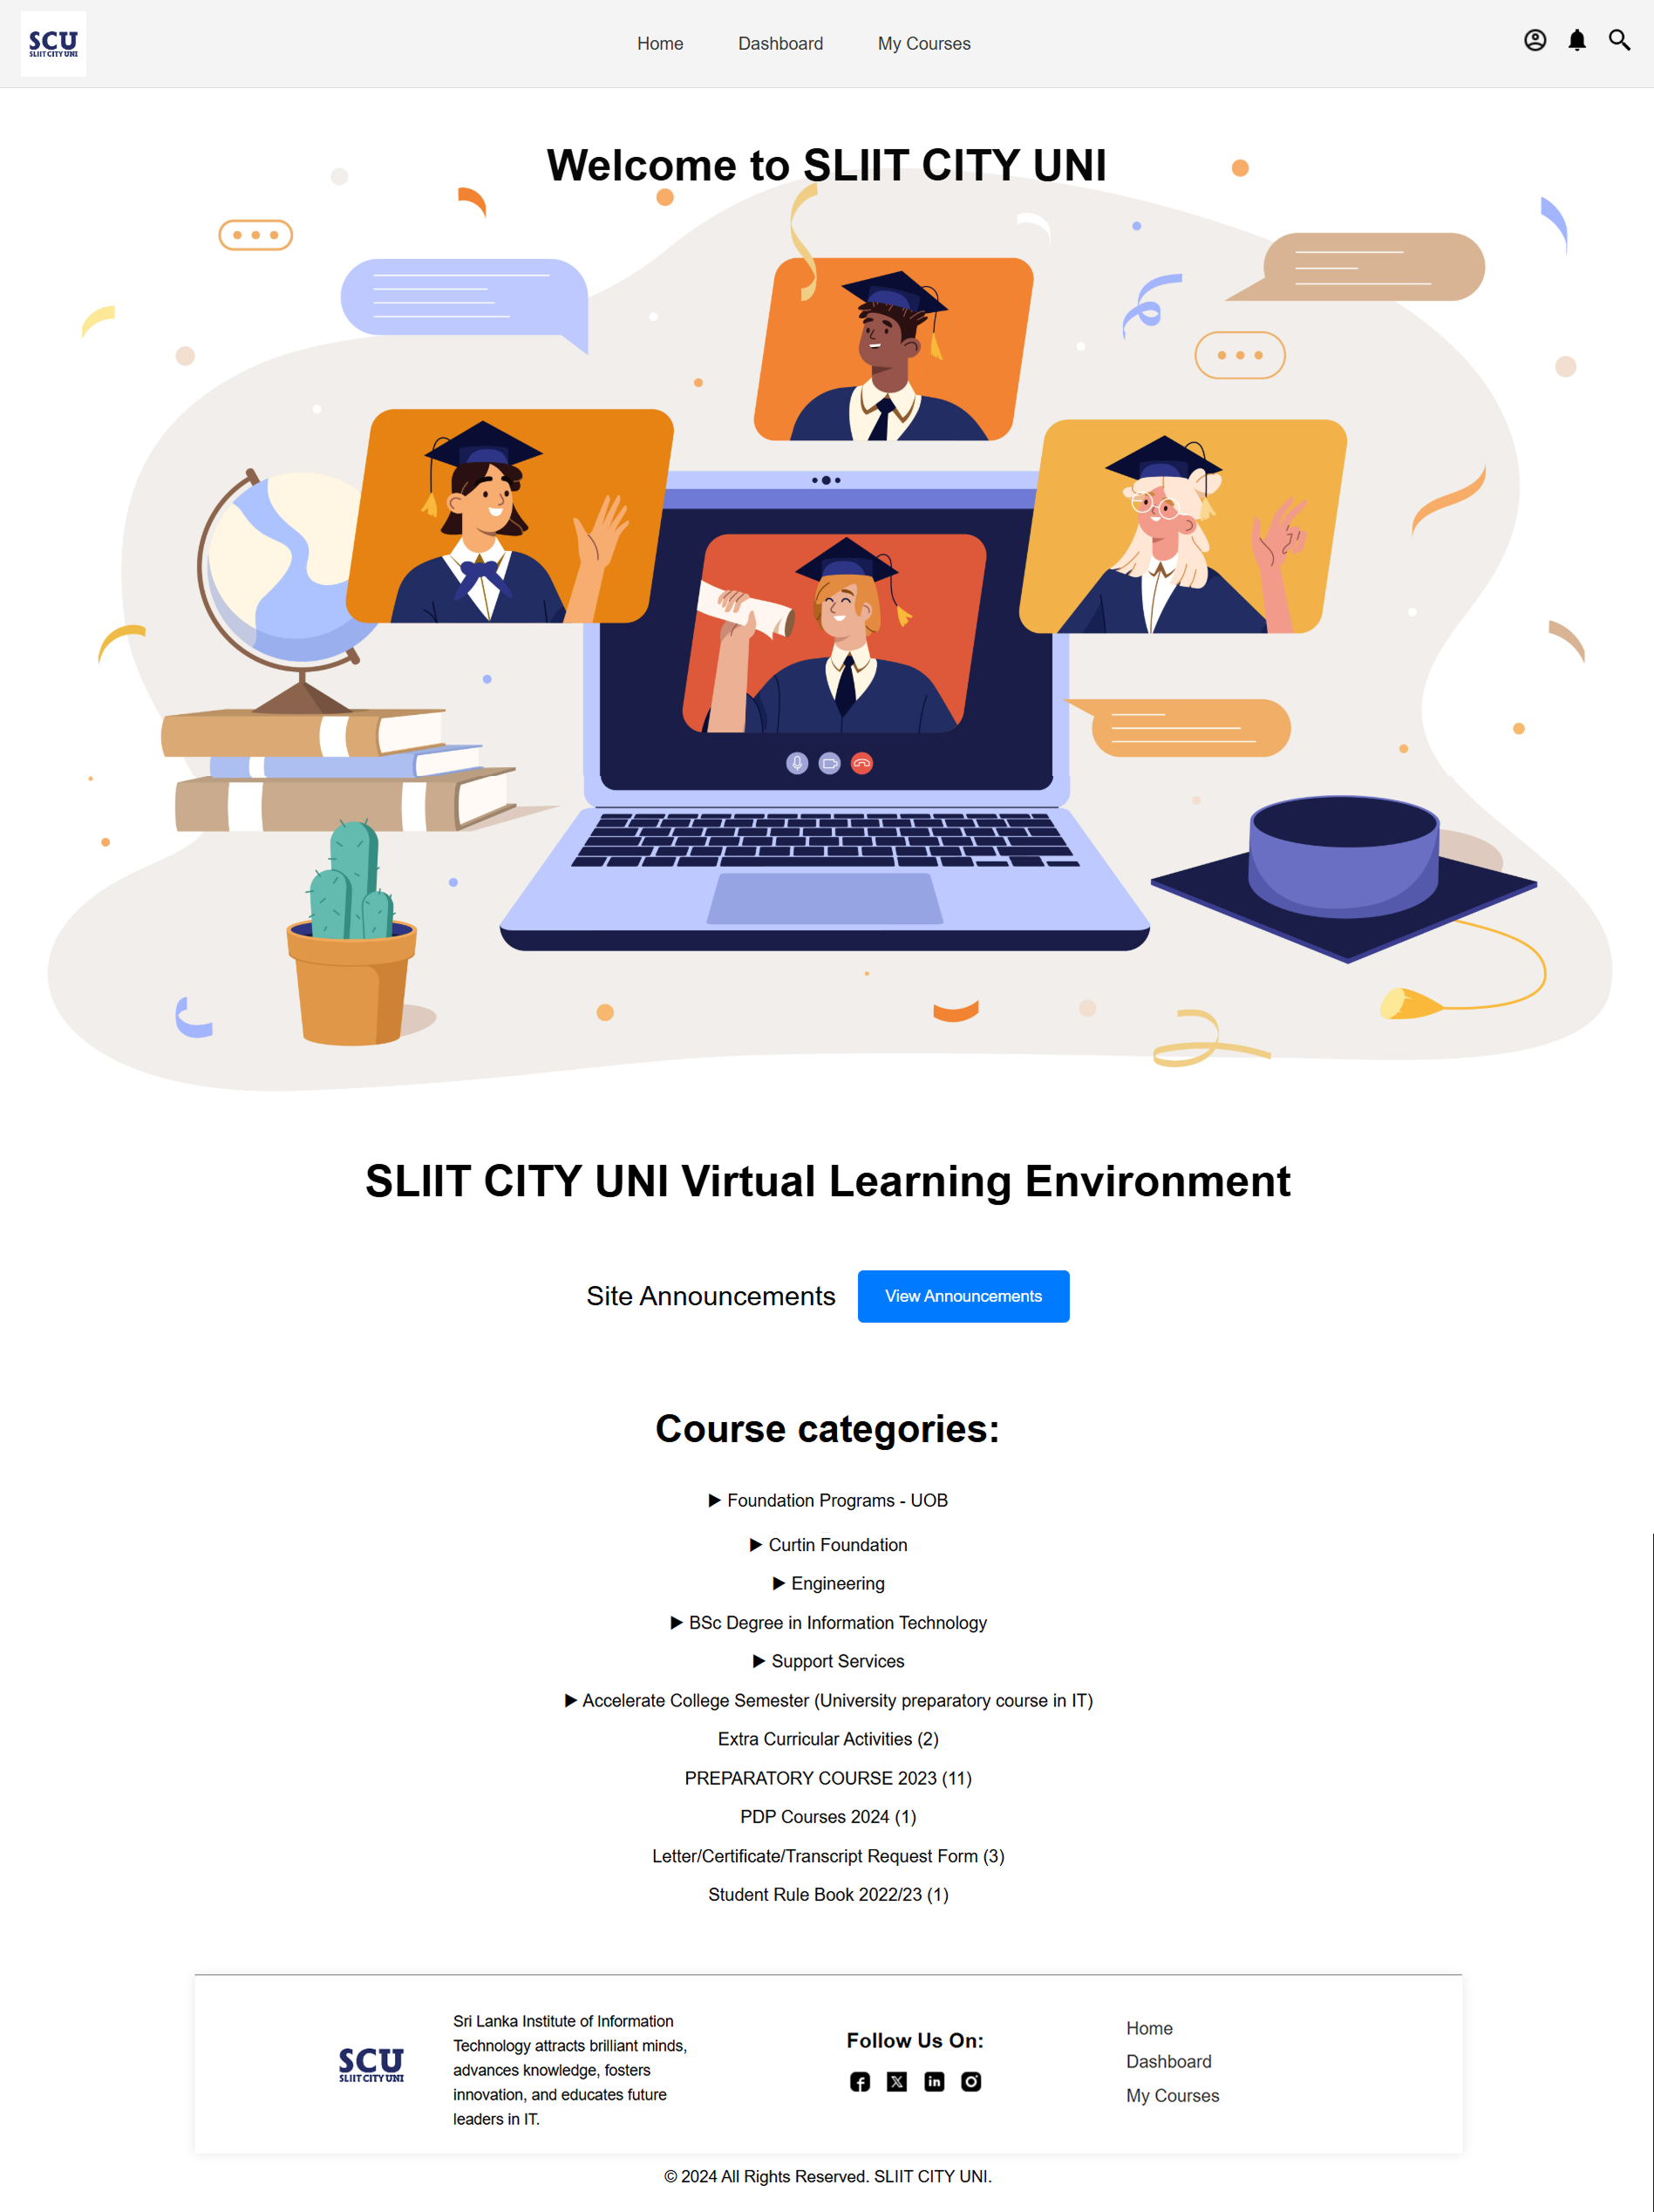 SCU
SLIIT CITY UNI
Home
Dashboard
My Courses
Welcome to SLIIT CITY UNI
SLIIT CITY UNI Virtual Learning Environment
Site Announcements
View Announcements
Course categories:
▶ Foundation Programs - UOB
▶ Curtin Foundation
▶ Engineering
▶ BSc Degree in Information Technology
▶ Support Services
▶ Accelerate College Semester (University preparatory course in IT)
Extra Curricular Activities (2)
PREPARATORY COURSE 2023 (11)
PDP Courses 2024 (1)
Letter/Certificate/Transcript Request Form (3)
Student Rule Book 2022/23 (1)
SCU
SLIIT CITY UNI
Sri Lanka Institute of Information
Technology attracts brilliant minds,
advances knowledge, fosters
innovation, and educates future
leaders in IT.
Follow Us On:
Home
Dashboard
My Courses
© 2024 All Rights Reserved. SLIIT CITY UNI.